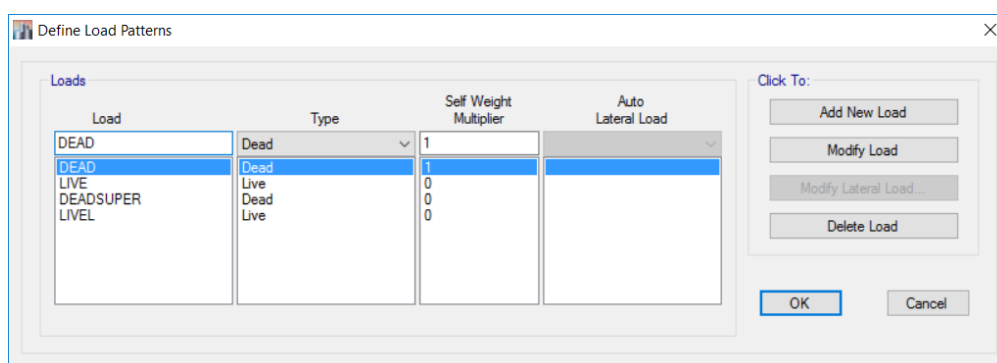 Define Load Patterns
Loads
Click To:
Load
Type
Self Weight
Multiplier
Auto
Lateral Load
DEAD Dead 1
DEAD Dead 1
LIVE Live 0
DEADSUPER Dead 0
LIVEL Live 0
Add New Load
Modify Load
Modify Lateral Load...
Delete Load
OK
Cancel